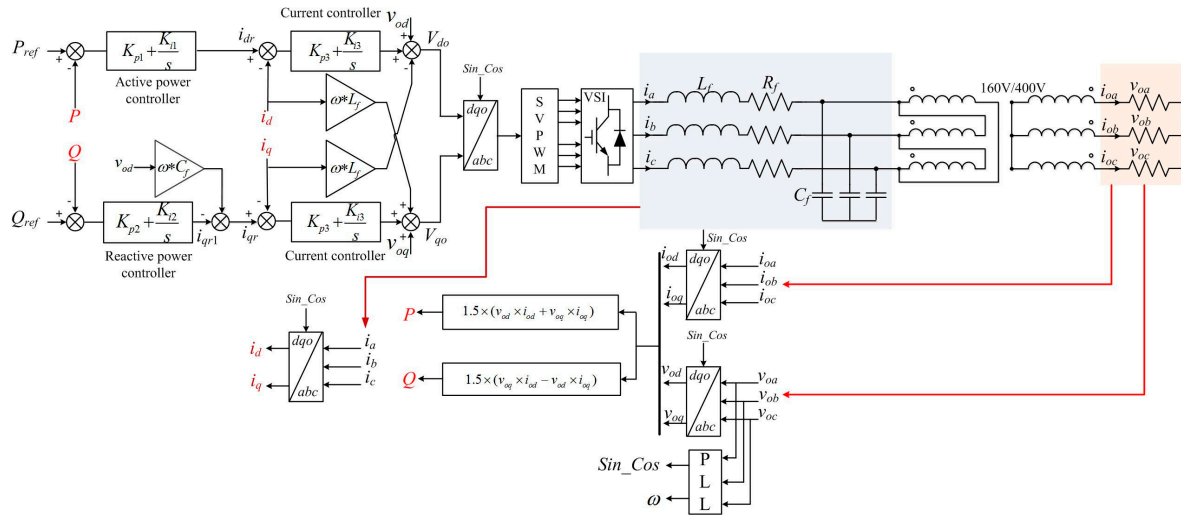 Current controller
v_od
P_ref + -
K_p1 + K_i1/s
i_dr + -
K_p3 + K_i3/s
+ + -
V_do
Active power
controller
P
i_d
ω*L_f
Sin_Cos
dqo
abc
S
V
P
W
M
VSI
i_a
i_b
i_c
L_f
R_f
C_f
160V/400V
i_oa
i_ob
i_oc
v_oa
v_ob
v_oc
Q
v_od
ω*C_f
i_q
ω*L_f
Q_ref + -
K_p2 + K_i2/s
- +
i_qr1
i_qr + -
K_p3 + K_i3/s
+ + +
V_qo
v_oq
Reactive power
controller
Current controller
Sin_Cos
i_od
i_oq
dqo
abc
i_oa
i_ob
i_oc
Sin_Cos
i_d
i_q
dqo
abc
i_a
i_b
i_c
P
1.5×(v_od×i_od+v_oq×i_oq)
Q
1.5×(v_oq×i_od−v_od×i_oq)
Sin_Cos
v_od
v_oq
dqo
abc
v_oa
v_ob
v_oc
Sin_Cos
ω
P
L
L